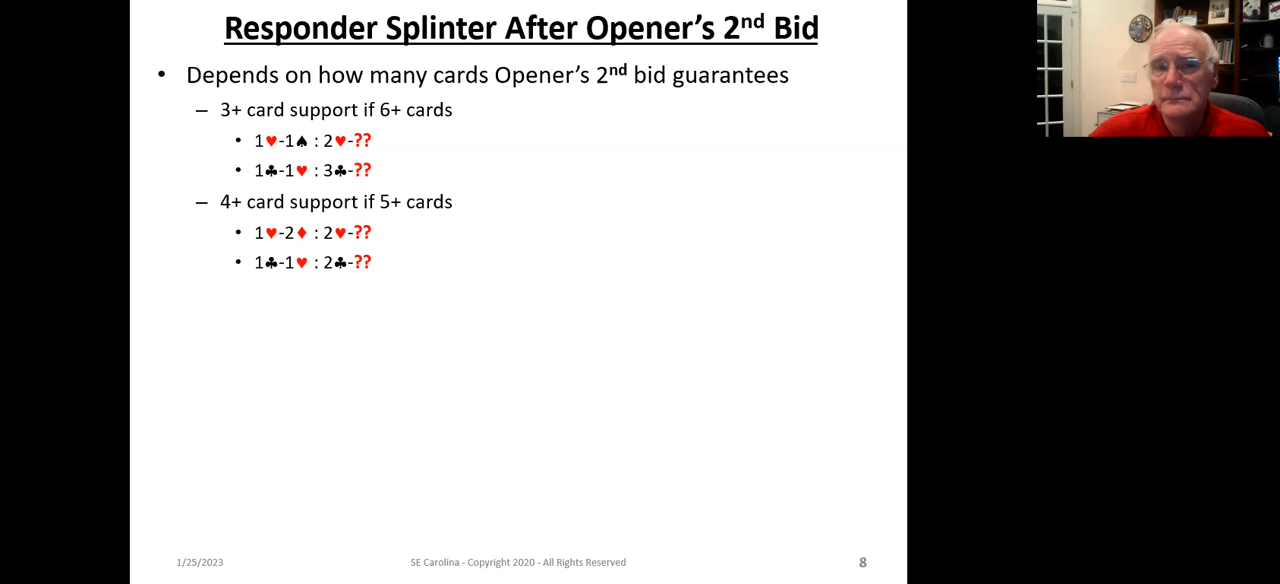 Responder Splinter After Opener’s 2nd Bid
• Depends on how many cards Opener’s 2nd bid guarantees
– 3+ card support if 6+ cards
• 1♥-1♠ : 2♥-??
• 1♣-1♥ : 3♣-??
– 4+ card support if 5+ cards
• 1♥-2♦ : 2♥-??
• 1♣-1♥ : 2♣-??
1/25/2023
SE Carolina - Copyright 2020 - All Rights Reserved
8